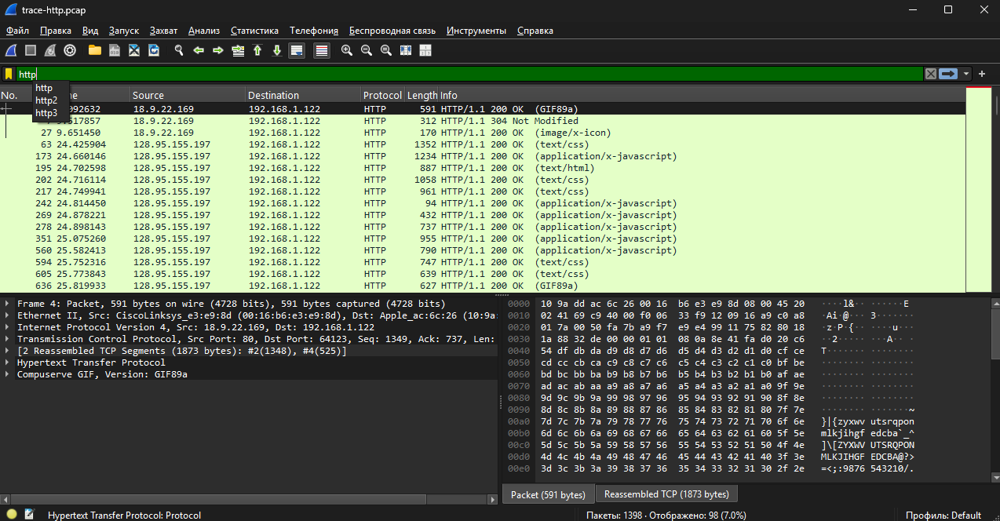 trace-http.pcap
Файл Правка Вид Запуск Захват Анализ Статистика Телефония Беспроводная связь Инструменты Справка
http
http
http2
http3
No. Source Destination Protocol Length Info
.092632 18.9.22.169 192.168.1.122 HTTP 591 HTTP/1.1 200 OK (GIF89a)
18.9.22.169 192.168.1.122 HTTP 312 HTTP/1.1 304 Not Modified
27 9.651450 18.9.22.169 192.168.1.122 HTTP 170 HTTP/1.1 200 OK (image/x-icon)
63 24.425904 128.95.155.197 192.168.1.122 HTTP 1352 HTTP/1.1 200 OK (text/css)
173 24.660146 128.95.155.197 192.168.1.122 HTTP 1234 HTTP/1.1 200 OK (application/x-javascript)
195 24.702598 128.95.155.197 192.168.1.122 HTTP 887 HTTP/1.1 200 OK (text/html)
202 24.716114 128.95.155.197 192.168.1.122 HTTP 1058 HTTP/1.1 200 OK (text/css)
217 24.749941 128.95.155.197 192.168.1.122 HTTP 961 HTTP/1.1 200 OK (text/css)
242 24.814450 128.95.155.197 192.168.1.122 HTTP 94 HTTP/1.1 200 OK (application/x-javascript)
269 24.878221 128.95.155.197 192.168.1.122 HTTP 432 HTTP/1.1 200 OK (application/x-javascript)
278 24.898143 128.95.155.197 192.168.1.122 HTTP 737 HTTP/1.1 200 OK (application/x-javascript)
351 25.075260 128.95.155.197 192.168.1.122 HTTP 955 HTTP/1.1 200 OK (application/x-javascript)
560 25.582413 128.95.155.197 192.168.1.122 HTTP 790 HTTP/1.1 200 OK (application/x-javascript)
594 25.752316 128.95.155.197 192.168.1.122 HTTP 747 HTTP/1.1 200 OK (text/css)
605 25.773843 128.95.155.197 192.168.1.122 HTTP 639 HTTP/1.1 200 OK (text/css)
636 25.819933 128.95.155.197 192.168.1.122 HTTP 627 HTTP/1.1 200 OK (GIF89a)
Frame 4: Packet, 591 bytes on wire (4728 bits), 591 bytes captured (4728 bits)
Ethernet II, Src: CiscoLinksys_e3:e9:8d (00:16:b6:e3:e9:8d), Dst: Apple_ac:6c:26 (10:9a:
Internet Protocol Version 4, Src: 18.9.22.169, Dst: 192.168.1.122
Transmission Control Protocol, Src Port: 80, Dst Port: 64123, Seq: 1349, Ack: 737, Len:
[2 Reassembled TCP Segments (1873 bytes): #2(1348), #4(525)]
Hypertext Transfer Protocol
Compuserve GIF, Version: GIF89a
0000 10 9a dd ac 6c 26 00 16 b6 e3 e9 8d 08 00 45 20 ····l&·· ······E
0010 02 41 69 c9 40 00 f0 06 33 f9 12 09 16 a9 c0 a8 ·Ai·@··· 3·······
0020 01 7a 00 50 fa 7b a9 f7 e9 e4 99 11 75 82 80 18 ·z·P·{·· ····u···
0030 1a 88 32 de 00 00 01 01 08 0a 8e 41 fa d0 20 c6 ··2····· ···A·· ·
0040 54 df db da d9 d8 d7 d6 d5 d4 d3 d2 d1 d0 cf ce T······· ········
0050 cd cc cb ca c9 c8 c7 c6 c5 c4 c3 c2 c1 c0 bf be ········ ········
0060 bd bc bb ba b9 b8 b7 b6 b5 b4 b3 b2 b1 b0 af ae ········ ········
0070 ad ac ab aa a9 a8 a7 a6 a5 a4 a3 a2 a1 a0 9f 9e ········ ········
0080 9d 9c 9b 9a 99 98 97 96 95 94 93 92 91 90 8f 8e ········ ········
0090 8d 8c 8b 8a 89 88 87 86 85 84 83 82 81 80 7f 7e ········ ·······~
00a0 7d 7c 7b 7a 79 78 77 76 75 74 73 72 71 70 6f 6e }|{zyxwv utsrqpon
00b0 6d 6c 6b 6a 69 68 67 66 65 64 63 62 61 60 5f 5e mlkjihgf edcba`_^
00c0 5d 5c 5b 5a 59 58 57 56 55 54 53 52 51 50 4f 4e ]\[ZYXWV UTSRQPON
00d0 4d 4c 4b 4a 49 48 47 46 45 44 43 42 41 40 3f 3e MLKJIHGF EDCBA@?>
00e0 3d 3c 3b 3a 39 38 37 36 35 34 33 32 31 30 2f 2e =<;:9876 543210/.
Packet (591 bytes) Reassembled TCP (1873 bytes)
Hypertext Transfer Protocol: Protocol Пакеты: 1398 · Отображено: 98 (7.0%) Профиль: Default